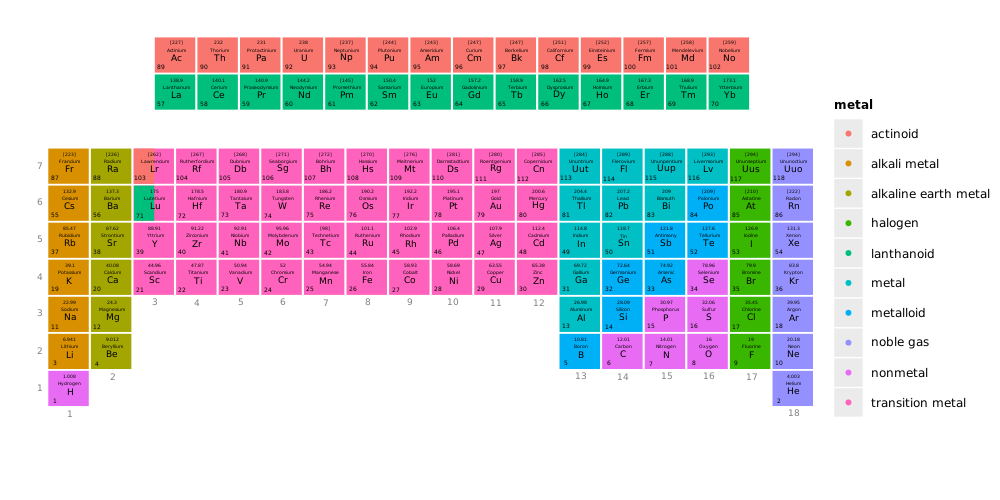 [227] 232 231 238 [237] [244] [243] [247] [247] [251] [252] [257] [258] [259]
Actinium Thorium Protactinium Uranium Neptunium Plutonium Americium Curium Berkelium Californium Einsteinium Fermium Mendelevium Nobelium
Ac Th Pa U Np Pu Am Cm Bk Cf Es Fm Md No
89 90 91 92 93 94 95 96 97 98 99 100 101 102
138.9 140.1 140.9 144.2 [145] 150.4 152 157.3 158.9 162.5 164.9 167.3 168.9 173.1
Lanthanum Cerium Praseodymium Neodymium Promethium Samarium Europium Gadolinium Terbium Dysprosium Holmium Erbium Thulium Ytterbium
La Ce Pr Nd Pm Sm Eu Gd Tb Dy Ho Er Tm Yb
57 58 59 60 61 62 63 64 65 66 67 68 69 70
[223] [226] [262] [267] [268] [271] [272] [270] [276] [281] [280] [285] [284] [289] [288] [293] [294] [294]
Francium Radium Lawrencium Rutherfordium Dubnium Seaborgium Bohrium Hassium Meitnerium Darmstadtium Roentgenium Copernicium Ununtrium Flerovium Ununpentium Livermorium Ununseptium Ununoctium
7 Fr Ra Lr Rf Db Sg Bh Hs Mt Ds Rg Cn Uut Fl Uup Lv Uus Uuo
87 88 103 104 105 106 107 108 109 110 111 112 113 114 115 116 117 118
132.9 137.3 175 178.5 180.9 183.8 186.2 190.2 192.2 195.1 197 200.6 204.4 207.2 209 [209] [210] [222]
Cesium Barium Lutetium Hafnium Tantalum Tungsten Rhenium Osmium Iridium Platinum Gold Mercury Thallium Lead Bismuth Polonium Astatine Radon
6 Cs Ba Lu Hf Ta W Re Os Ir Pt Au Hg Tl Pb Bi Po At Rn
55 56 71 72 73 74 75 76 77 78 79 80 81 82 83 84 85 86
85.47 87.62 88.91 91.22 92.91 95.96 [98] 101.1 102.9 106.4 107.9 112.4 114.8 118.7 121.8 127.6 126.9 131.3
Rubidium Strontium Yttrium Zirconium Niobium Molybdenum Technetium Ruthenium Rhodium Palladium Silver Cadmium Indium Tin Antimony Tellurium Iodine Xenon
5 Rb Sr Y Zr Nb Mo Tc Ru Rh Pd Ag Cd In Sn Sb Te I Xe
37 38 39 40 41 42 43 44 45 46 47 48 49 50 51 52 53 54
39.1 40.08 44.96 47.87 50.94 52 54.94 55.84 58.93 58.69 63.55 65.38 69.72 72.64 74.92 78.96 79.9 83.8
Potassium Calcium Scandium Titanium Vanadium Chromium Manganese Iron Cobalt Nickel Copper Zinc Gallium Germanium Arsenic Selenium Bromine Krypton
4 K Ca Sc Ti V Cr Mn Fe Co Ni Cu Zn Ga Ge As Se Br Kr
19 20 21 22 23 24 25 26 27 28 29 30 31 32 33 34 35 36
3 4 5 6 7 8 9 10 11 12
22.99 24.3 26.98 28.09 30.97 32.06 35.45 39.95
Sodium Magnesium Aluminum Silicon Phosphorus Sulfur Chlorine Argon
3 Na Mg Al Si P S Cl Ar
11 12 13 14 15 16 17 18
6.941 9.012 10.81 12.01 14.01 16 19 20.18
Lithium Beryllium Boron Carbon Nitrogen Oxygen Fluorine Neon
2 Li Be B C N O F Ne
3 4 5 6 7 8 9 10
2 13 14 15 16 17
1.008 4.003
Hydrogen Helium
1 H He
1 2
1 18
metal
actinoid
alkali metal
alkaline earth metal
halogen
lanthanoid
metal
metalloid
noble gas
nonmetal
transition metal